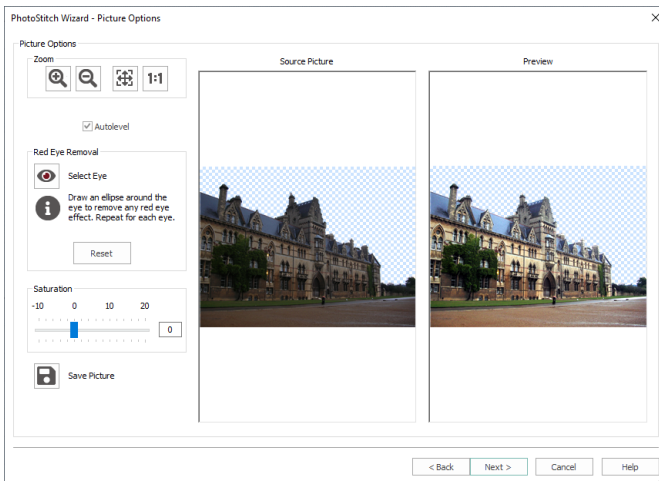 PhotoStitch Wizard - Picture Options
Picture Options
Zoom
1:1
Autolevel
Red Eye Removal
Select Eye
Draw an ellipse around the
eye to remove any red eye
effect. Repeat for each eye.
Reset
Saturation
-10 0 10 20
0
Save Picture
Source Picture
Preview
< Back Next > Cancel Help